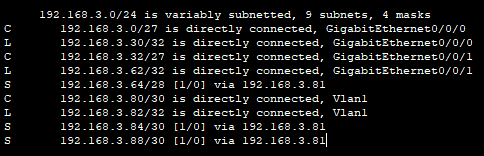 192.168.3.0/24 is variably subnetted, 9 subnets, 4 masks
C 192.168.3.0/27 is directly connected, GigabitEthernet0/0/0
L 192.168.3.30/32 is directly connected, GigabitEthernet0/0/0
C 192.168.3.32/27 is directly connected, GigabitEthernet0/0/1
L 192.168.3.62/32 is directly connected, GigabitEthernet0/0/1
S 192.168.3.64/28 [1/0] via 192.168.3.81
C 192.168.3.80/30 is directly connected, Vlan1
L 192.168.3.82/32 is directly connected, Vlan1
S 192.168.3.84/30 [1/0] via 192.168.3.81
S 192.168.3.88/30 [1/0] via 192.168.3.81